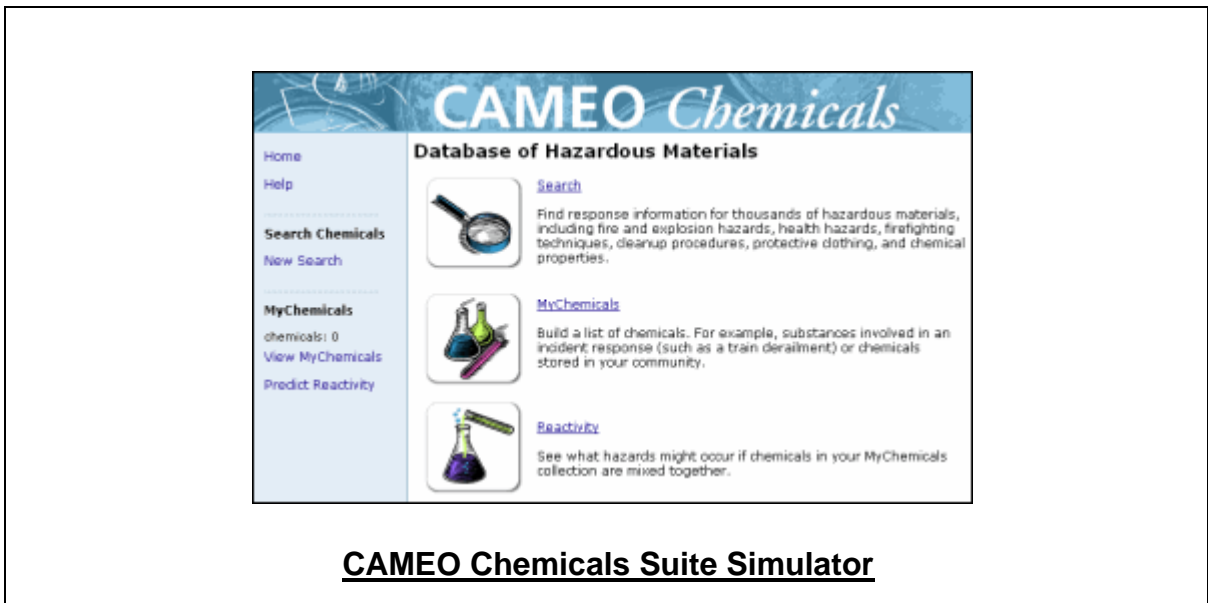 CAMEO Chemicals
Home
Help
Search Chemicals
New Search
MyChemicals
chemicals: 0
View MyChemicals
Predict Reactivity
Database of Hazardous Materials
Search
Find response information for thousands of hazardous materials,
including fire and explosion hazards, health hazards, firefighting
techniques, cleanup procedures, protective clothing, and chemical
properties.
MyChemicals
Build a list of chemicals. For example, substances involved in an
incident response (such as a train derailment) or chemicals
stored in your community.
Reactivity
See what hazards might occur if chemicals in your MyChemicals
collection are mixed together.
CAMEO Chemicals Suite Simulator